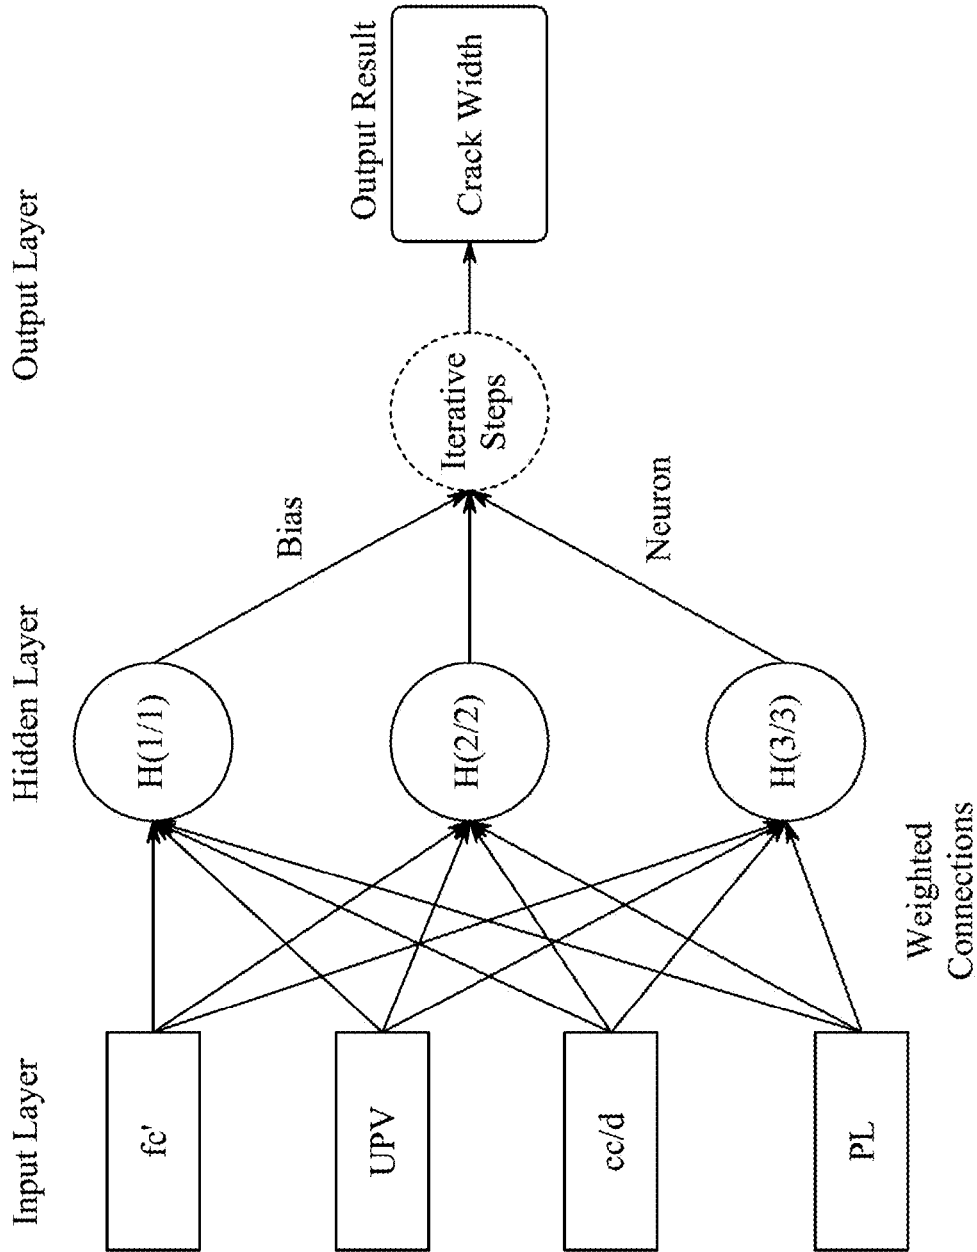 Input Layer
Hidden Layer
Output Layer
fc'
UPV
cc/d
PL
H(1/1)
H(2/2)
H(3/3)
Weighted
Connections
Bias
Neuron
Iterative
Steps
Output Result
Crack Width